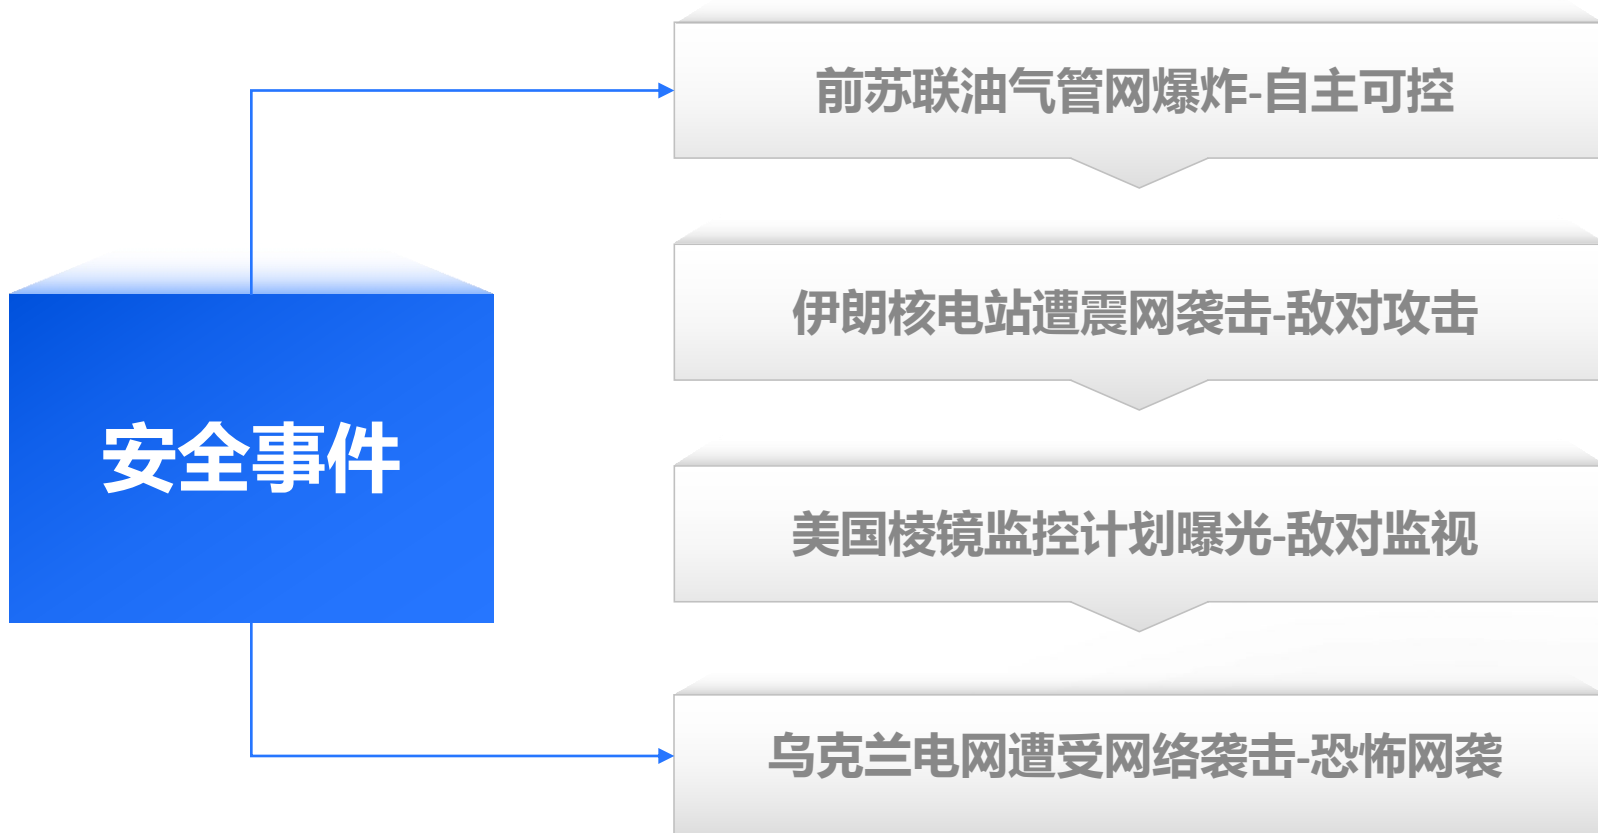 前苏联油气管网爆炸-自主可控
伊朗核电站遭震网袭击-敌对攻击
安全事件
美国棱镜监控计划曝光-敌对监视
乌克兰电网遭受网络袭击-恐怖网袭